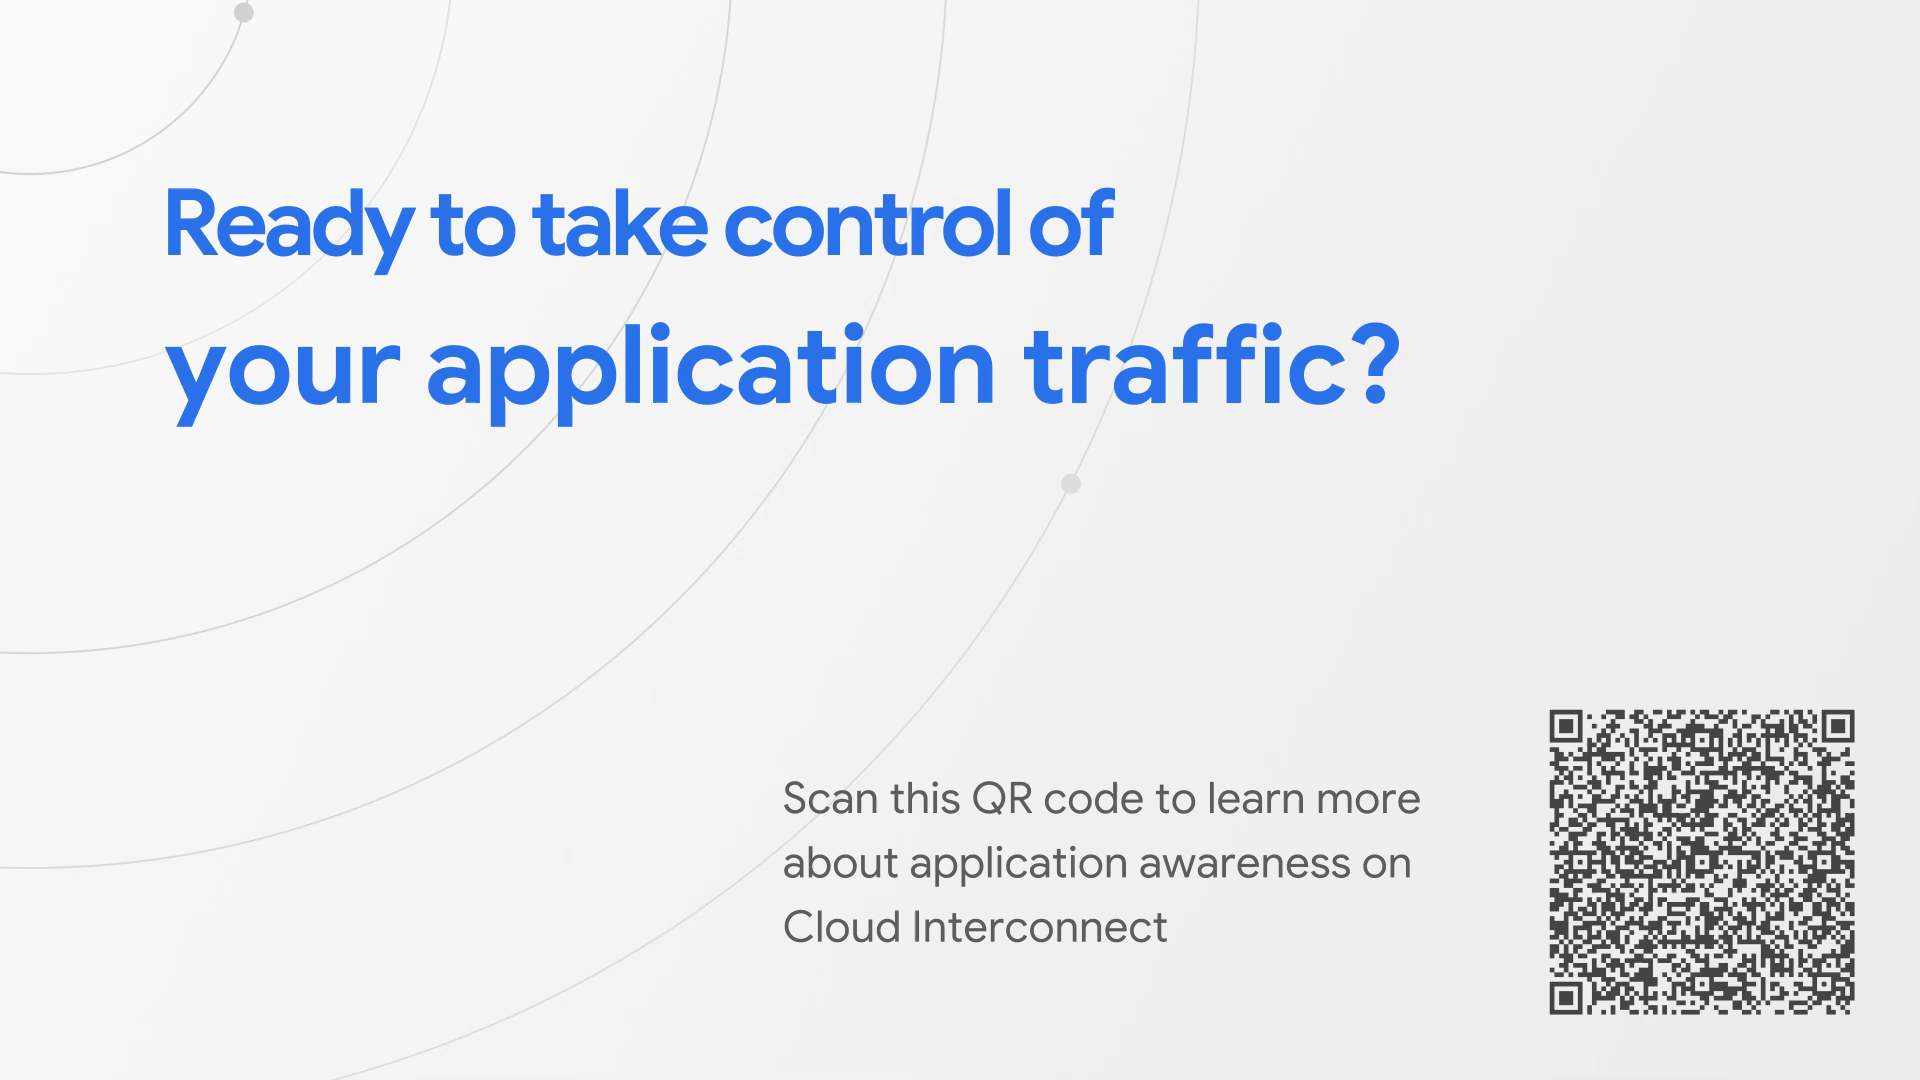 Ready to take control of
your application traffic?
Scan this QR code to learn more
about application awareness on
Cloud Interconnect